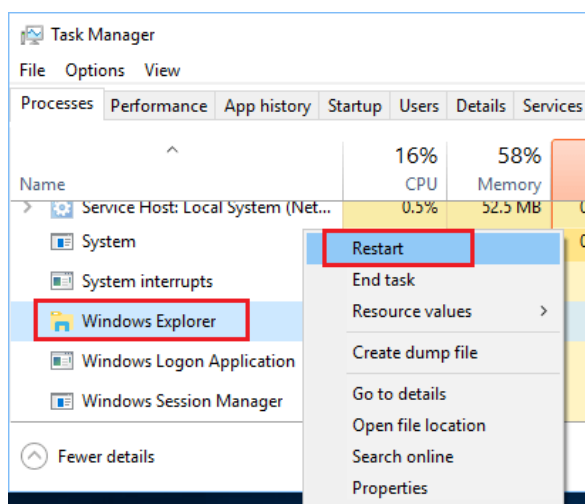 Task Manager
File Options View
Processes Performance App history Startup Users Details Services
16% 58%
Name CPU Memory
Service Host: Local System (Net... 0.5% 52.5 MB
System
System interrupts
Windows Explorer
Windows Logon Application
Windows Session Manager
Restart
End task
Resource values
Create dump file
Go to details
Open file location
Search online
Properties
Fewer details